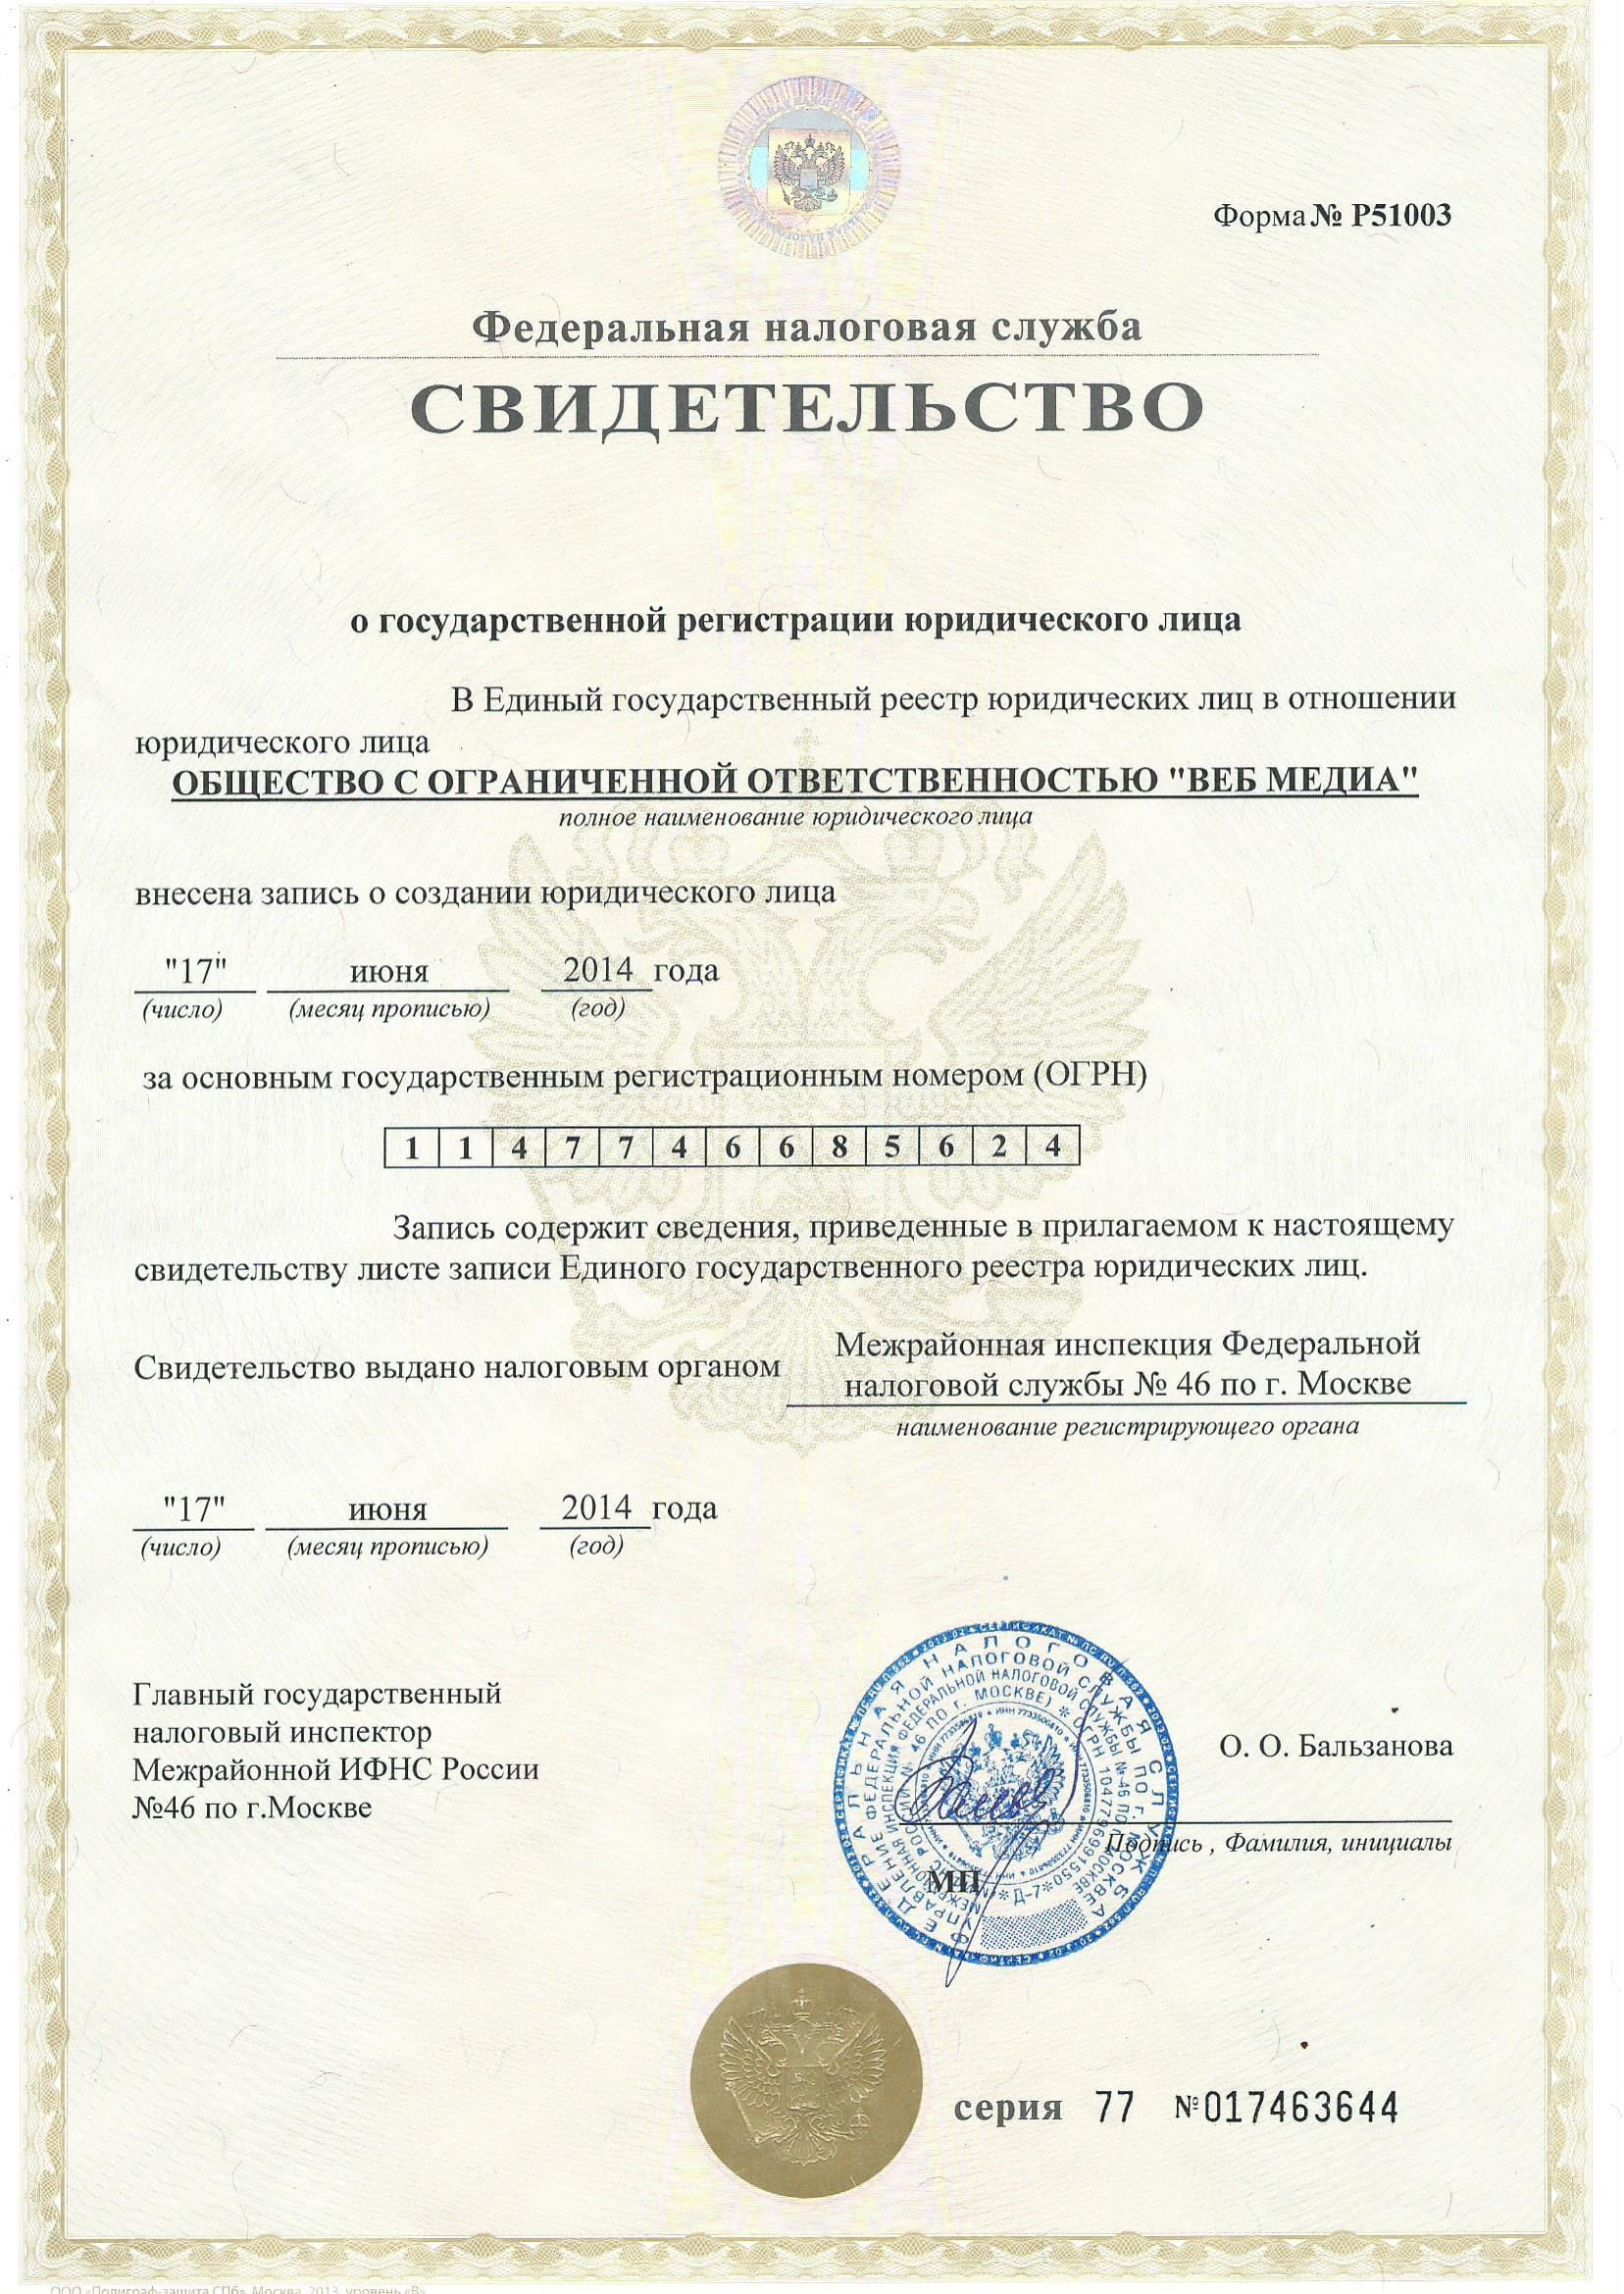 Форма № Р51003
Федеральная налоговая служба
СВИДЕТЕЛЬСТВО
о государственной регистрации юридического лица
В Единый государственный реестр юридических лиц в отношении
юридического лица
ОБЩЕСТВО С ОГРАНИЧЕННОЙ ОТВЕТСТВЕННОСТЬЮ "ВЕБ МЕДИА"
полное наименование юридического лица
внесена запись о создании юридического лица
"17" июня 2014 года
(число) (месяц прописью) (год)
за основным государственным регистрационным номером (ОГРН)
1 1 4 7 7 4 6 6 8 5 6 2 4
Запись содержит сведения, приведенные в прилагаемом к настоящему
свидетельству листе записи Единого государственного реестра юридических лиц.
Свидетельство выдано налоговым органом
Межрайонная инспекция Федеральной
налоговой службы № 46 по г. Москве
наименование регистрирующего органа
"17" июня 2014 года
(число) (месяц прописью) (год)
Главный государственный
налоговый инспектор
Межрайонной ИФНС России
№46 по г.Москве
О. О. Бальзанова
Подпись , Фамилия, инициалы
МП
ФЕДЕРАЛЬНАЯ НАЛОГОВАЯ СЛУЖБА
УПРАВЛЕНИЕ ФЕДЕРАЛЬНОЙ НАЛОГОВОЙ СЛУЖБЫ ПО Г. МОСКВЕ
серия 77 №017463644
ООО «Полиграф-защита СПб», Москва, 2013, уровень «В»